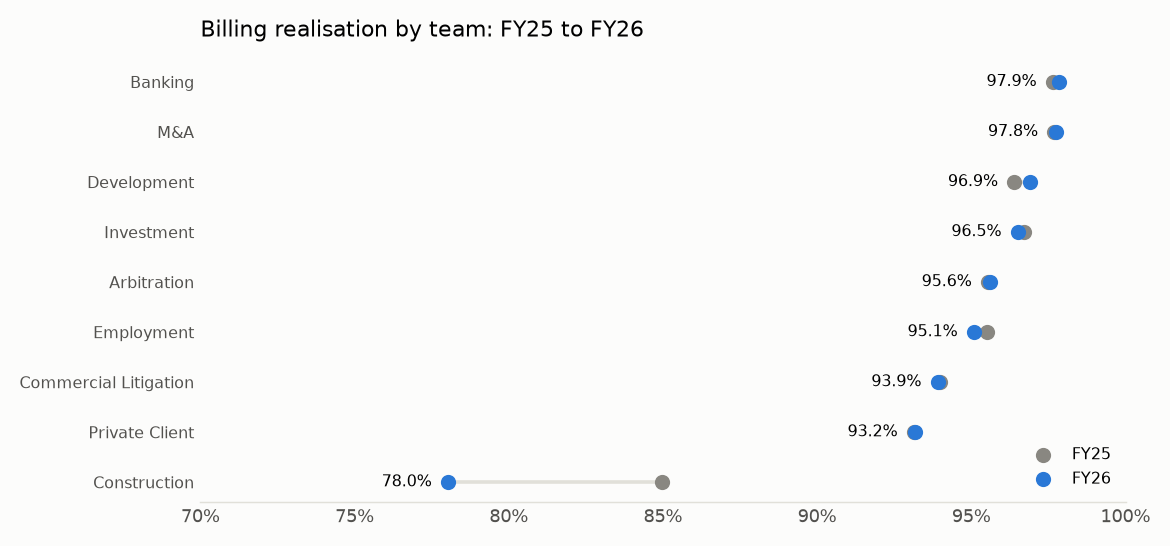 Billing realisation by team: FY25 to FY26
Banking 97.9%
M&A 97.8%
Development 96.9%
Investment 96.5%
Arbitration 95.6%
Employment 95.1%
Commercial Litigation 93.9%
Private Client 93.2%
FY25
FY26
Construction 78.0%
70% 75% 80% 85% 90% 95% 100%